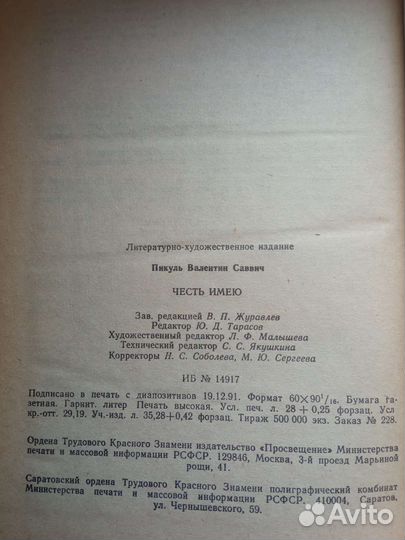 Литературно-художественное издание
Пикуль Валентин Саввич
ЧЕСТЬ ИМЕЮ
Зав. редакцией В. П. Журавлев
Редактор Ю. Д. Тарасов
Художественный редактор Л. Ф. Малышева
Технический редактор С. С. Якушкина
Корректоры Н. С. Соболева, М. Ю. Сергеева
ИБ № 14917
Подписано в печать с диапозитивов 19.12.91. Формат 60×90¹/₁₆. Бумага га-
зетная. Гарнит. литер Печать высокая. Усл. печ. л. 28+0,25 форзац. Усл
кр.-отт. 29,19. Уч.-изд. л. 35,28+0,42 форзац. Тираж 500 000 экз. Заказ № 228.
Ордена Трудового Красного Знамени издательство «Просвещение» Министерства
печати и массовой информации РСФСР. 129846, Москва, 3-й проезд Марьиной
рощи, 41.
Саратовский ордена Трудового Красного Знамени полиграфический комбинат
Министерства печати и массовой информации РСФСР. 410004, Саратов,
ул. Чернышевского, 59.
Avito